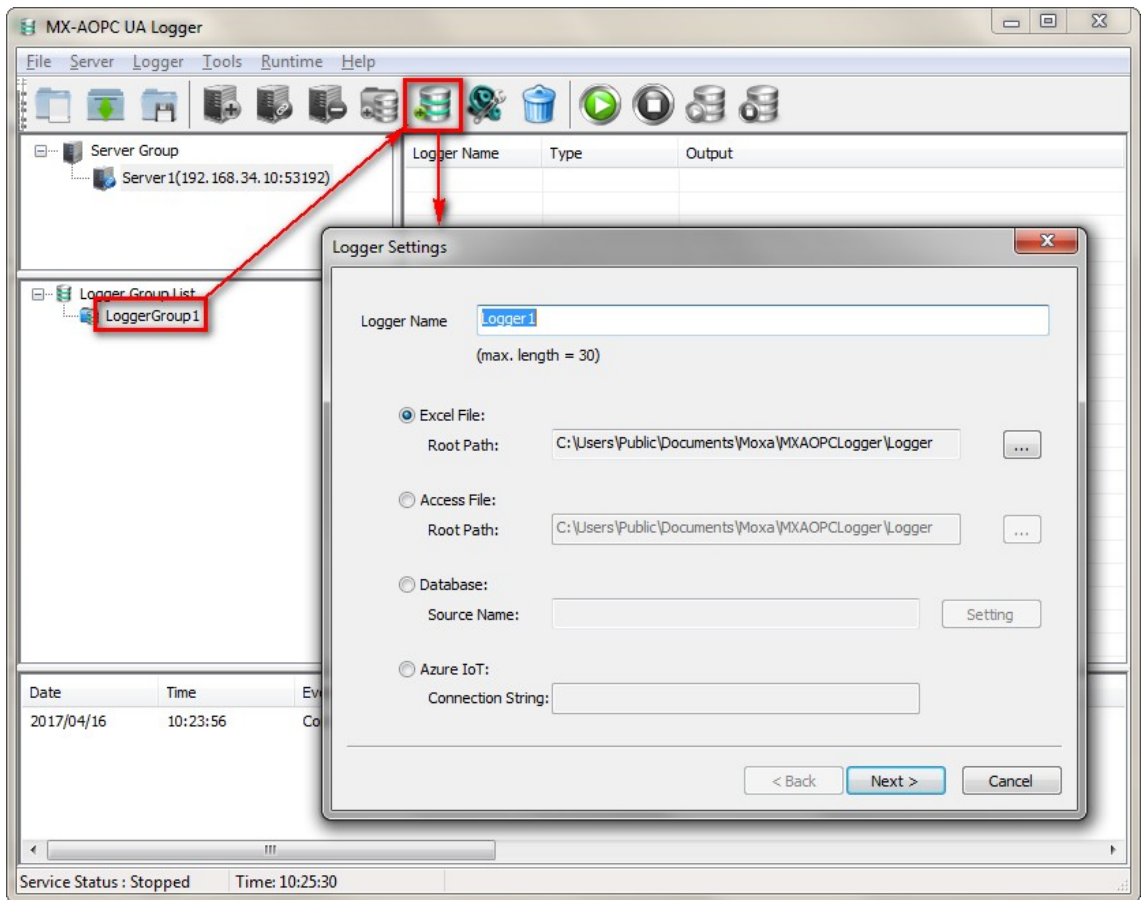 MX-AOPC UA Logger
File Server Logger Tools Runtime Help
Server Group
Server1(192.168.34.10:53192)
Logger Name Type Output
Logger Group List
LoggerGroup1
Logger Settings
Logger Name Logger1
(max. length = 30)
Excel File:
Root Path: C:\Users\Public\Documents\Moxa\MXAOPCLogger\Logger ...
Access File:
Root Path: C:\Users\Public\Documents\Moxa\MXAOPCLogger\Logger ...
Database:
Source Name: Setting
Azure IoT:
Connection String:
< Back Next > Cancel
Date Time
2017/04/16 10:23:56
Service Status : Stopped Time: 10:25:30